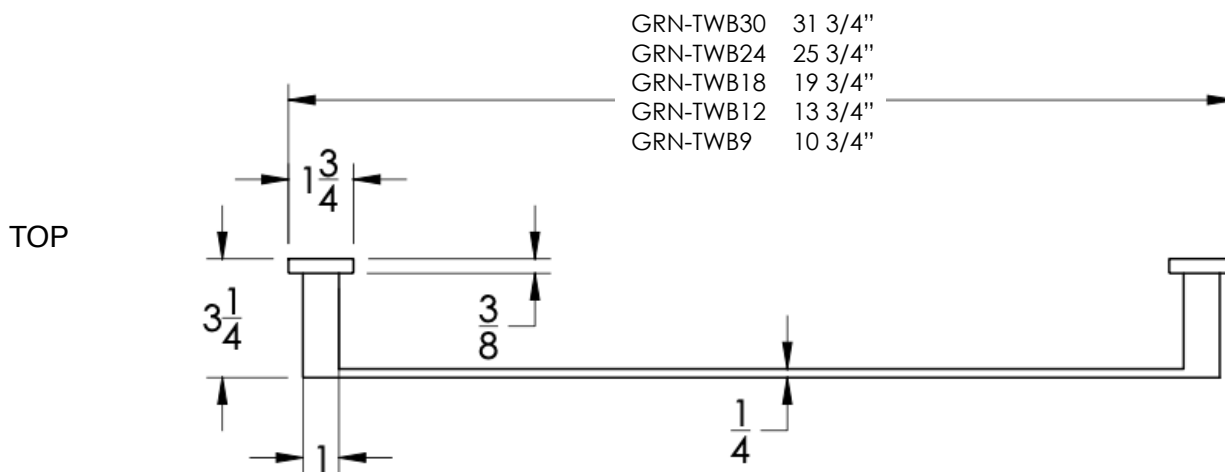 GRN-TWB30 31 3/4”
GRN-TWB24 25 3/4”
GRN-TWB18 19 3/4”
GRN-TWB12 13 3/4”
GRN-TWB9 10 3/4”
1 3/4
TOP
3 1/4
3/8
1/4
1